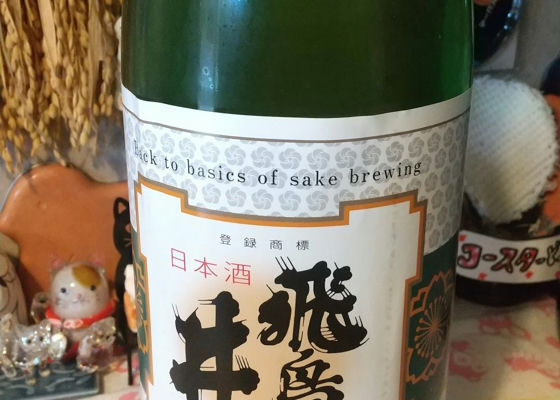 Back to basics of sake brewing
登録商標
日本酒
飛鳥
井
コースター